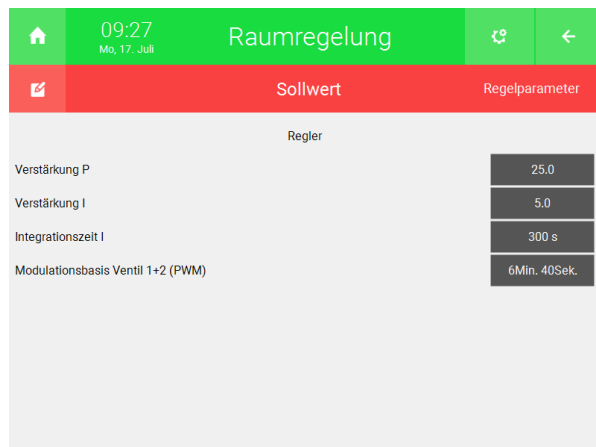 09:27
Mo, 17. Juli
Raumregelung
Sollwert
Regelparameter
Regler
Verstärkung P 25.0
Verstärkung I 5.0
Integrationszeit I 300 s
Modulationsbasis Ventil 1+2 (PWM) 6Min. 40Sek.